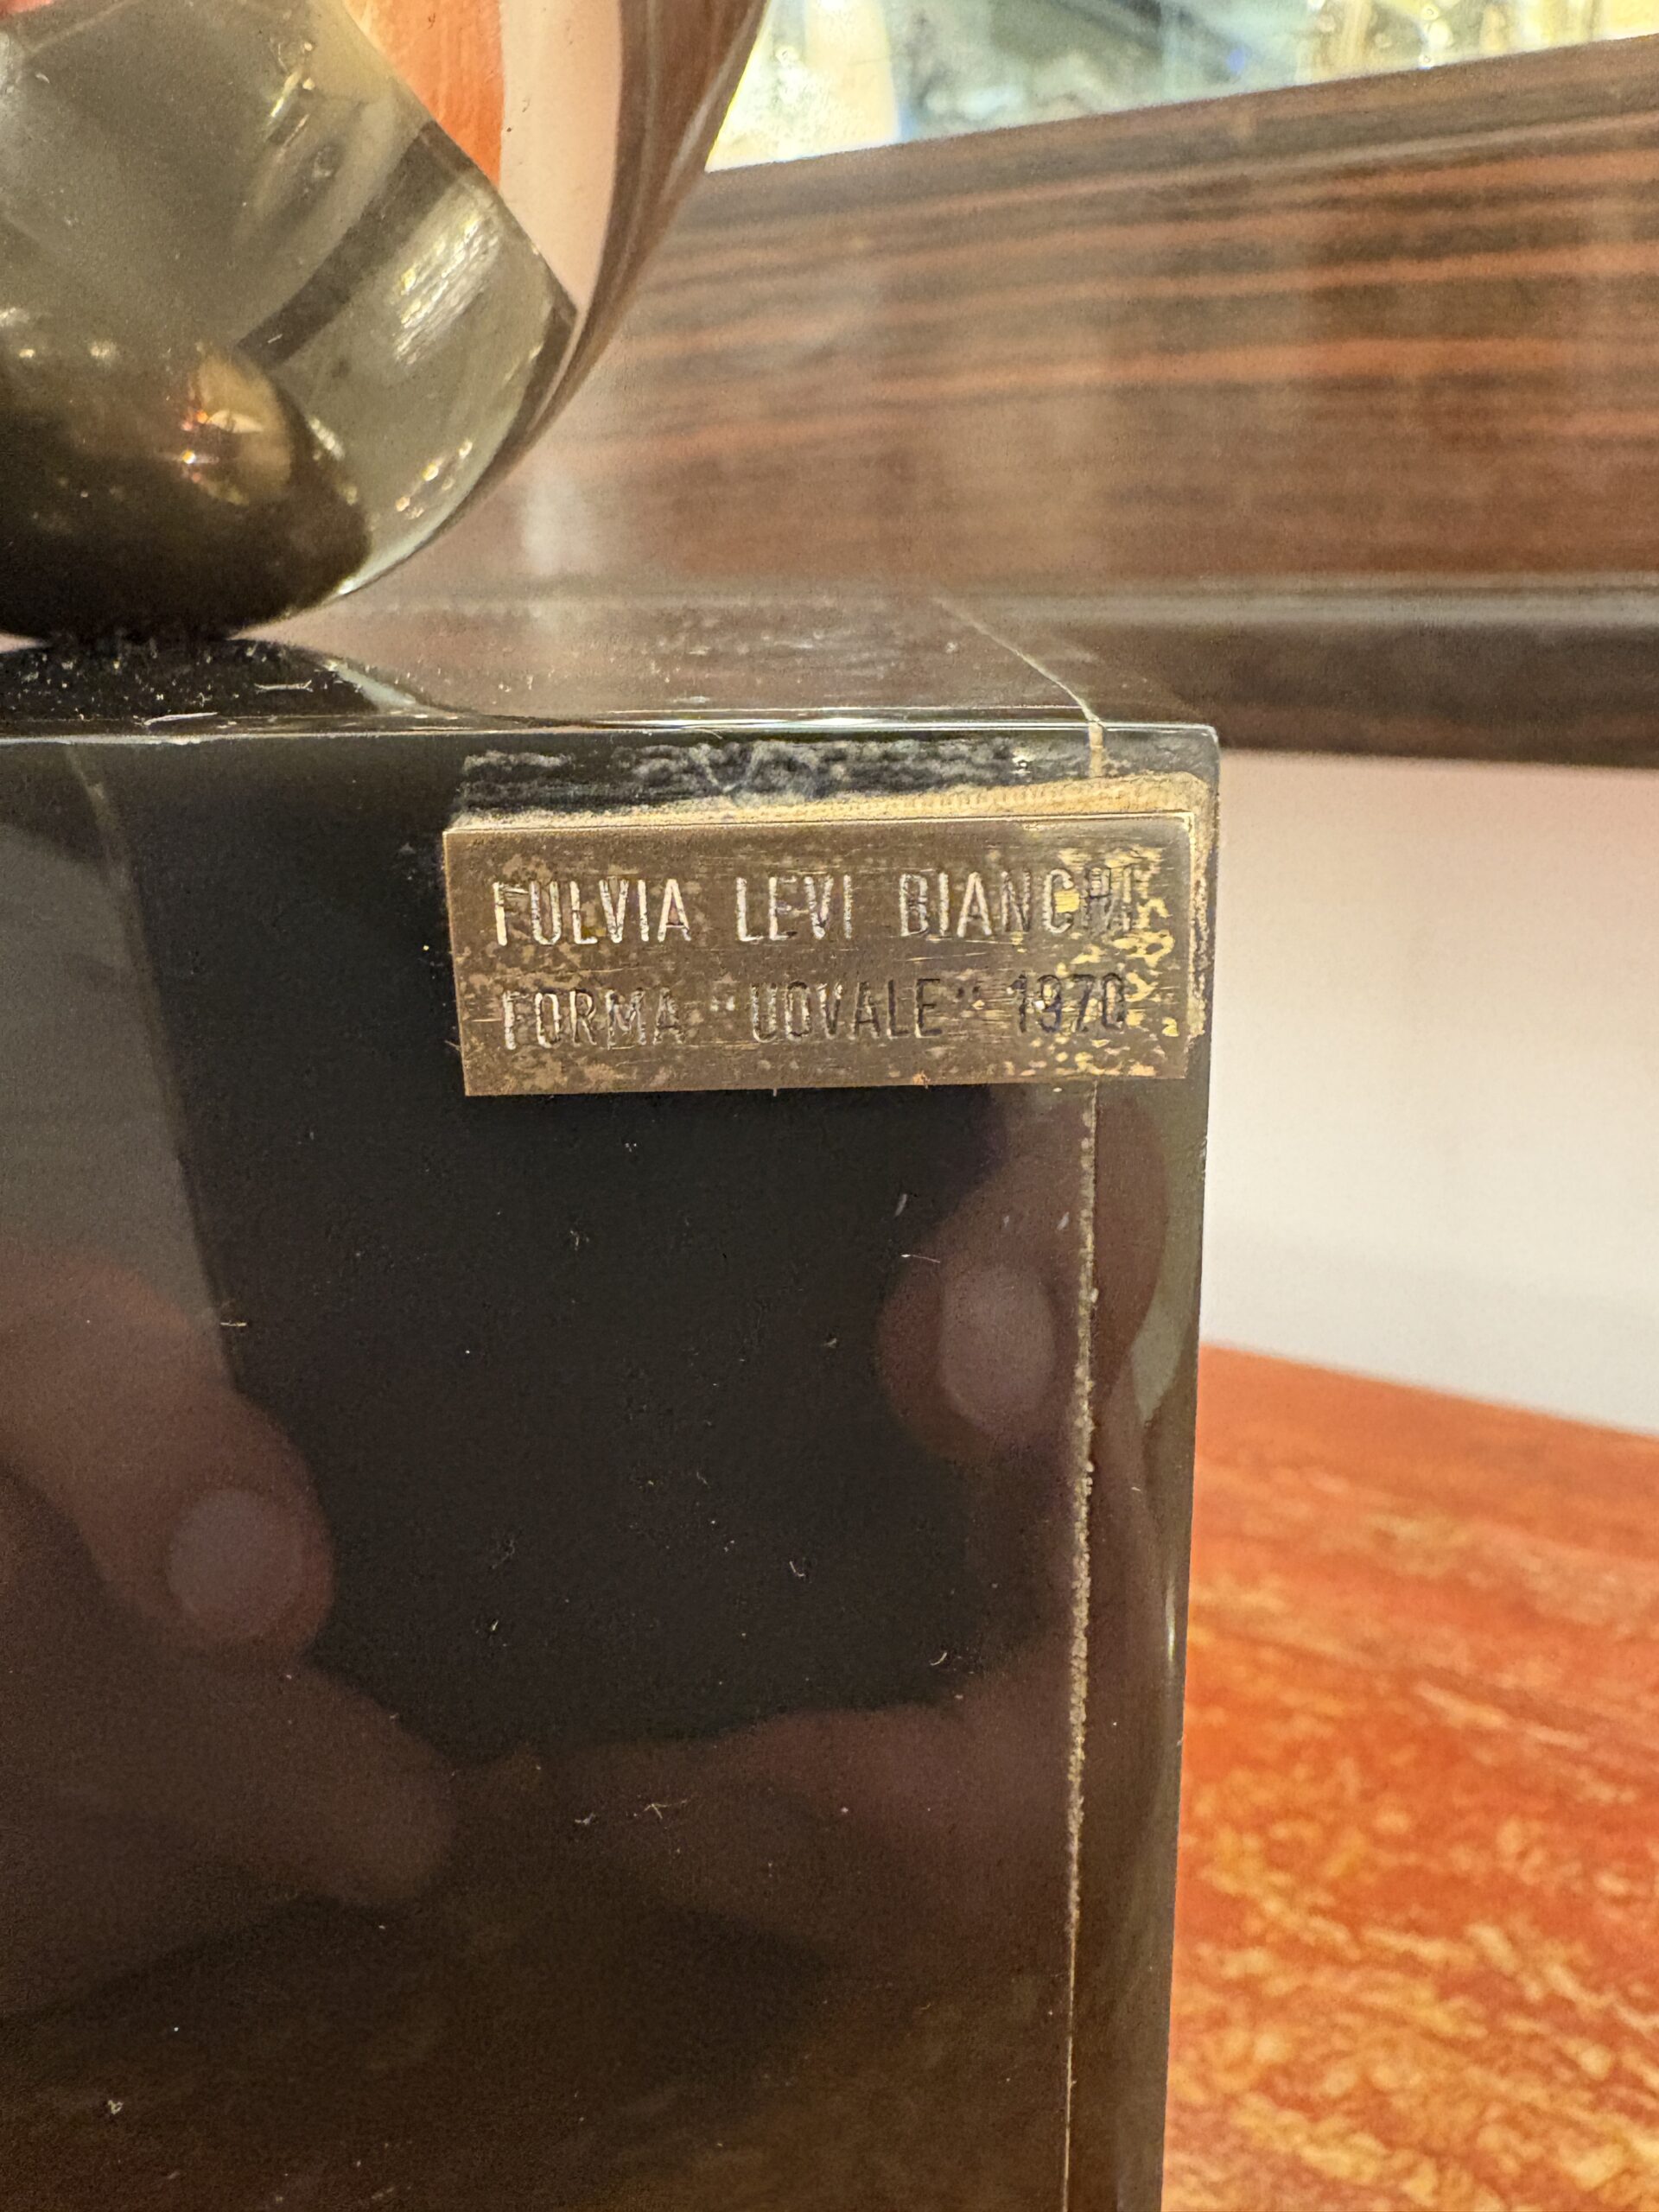 FULVIA LEVI BIANCHI
FORMA "UOVALE" 1970